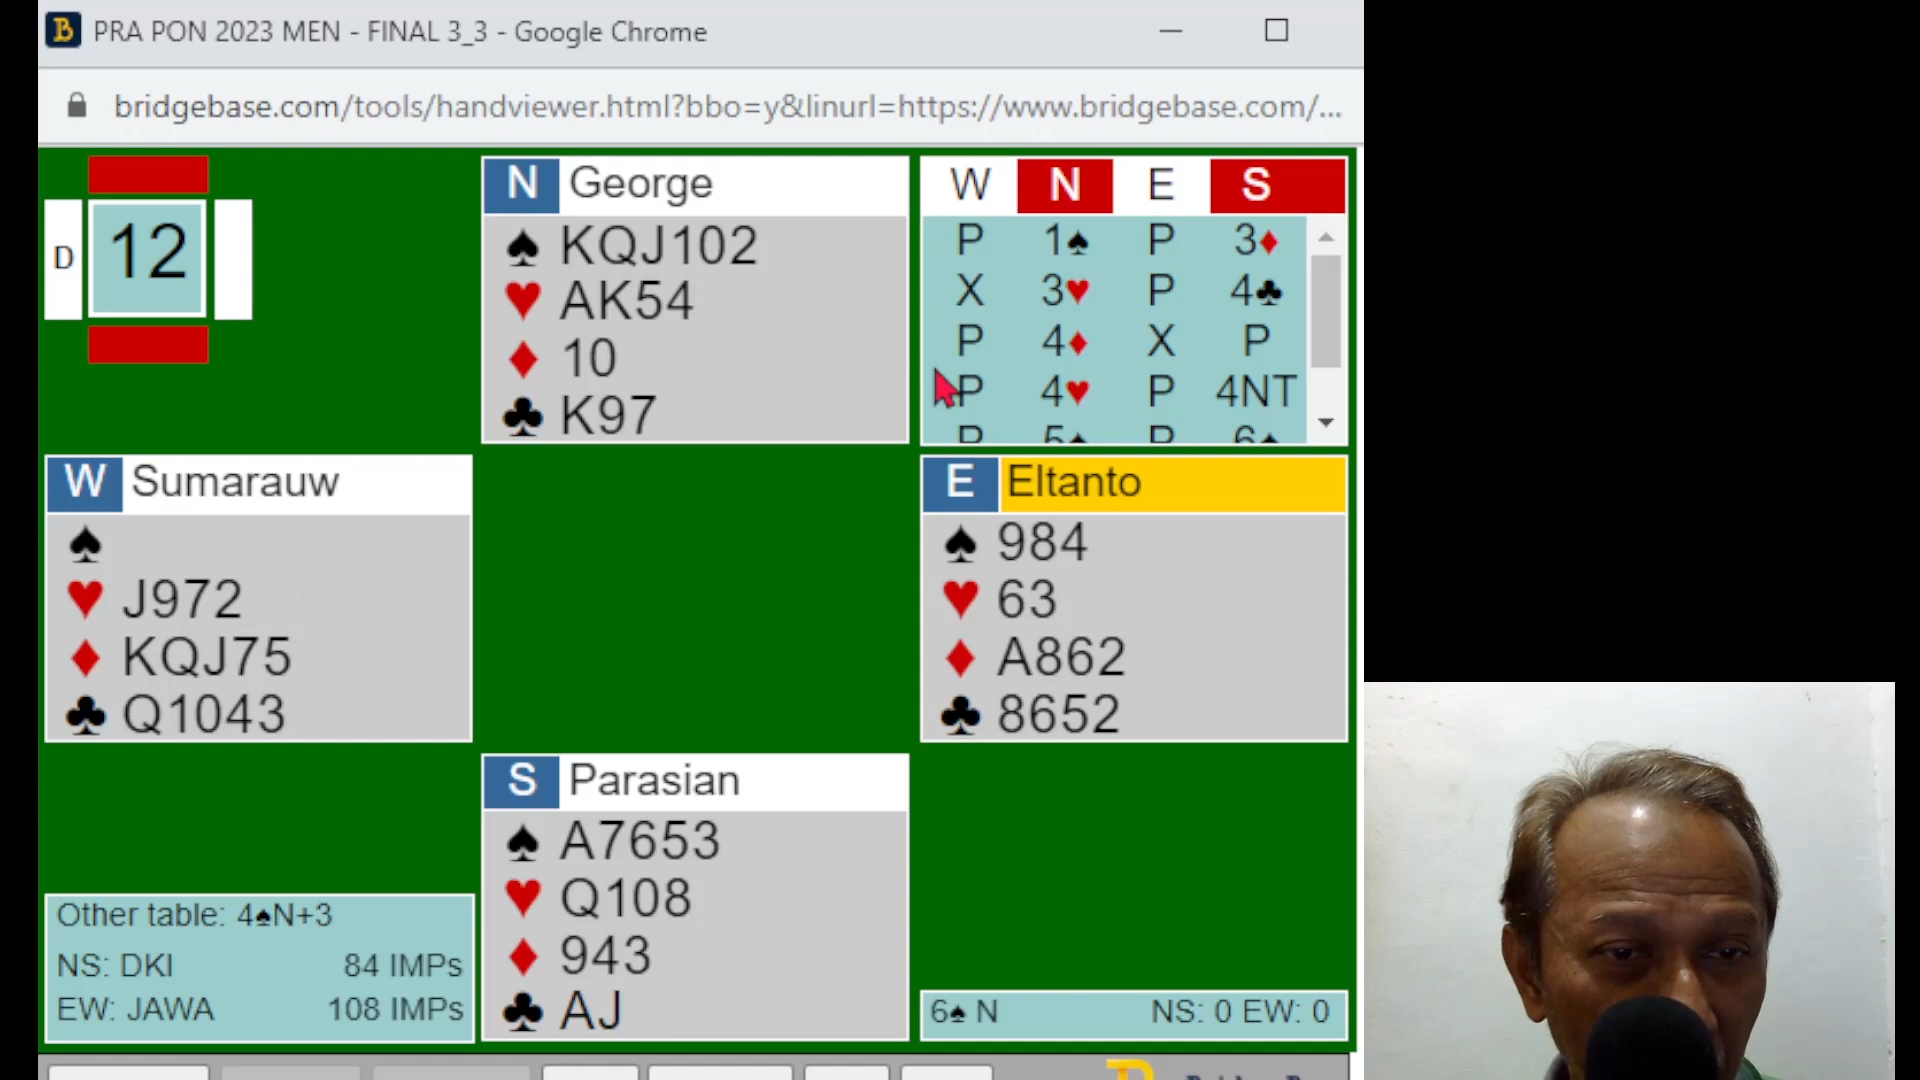 PRA PON 2023 MEN - FINAL 3_3 - Google Chrome
bridgebase.com/tools/handviewer.html?bbo=y&linurl=https://www.bridgebase.com/...
D 12
N George
♠ KQJ102
♥ AK54
♦ 10
♣ K97
W N E S
P 1♠ P 3♦
X 3♥ P 4♣
P 4♦ X P
P 4♥ P 4NT
P 5♠ P 6♠
W Sumarauw
♠
♥ J972
♦ KQJ75
♣ Q1043
E Eltanto
♠ 984
♥ 63
♦ A862
♣ 8652
S Parasian
♠ A7653
♥ Q108
♦ 943
♣ AJ
Other table: 4♠N+3
NS: DKI 84 IMPs
EW: JAWA 108 IMPs
6♠ N NS: 0 EW: 0